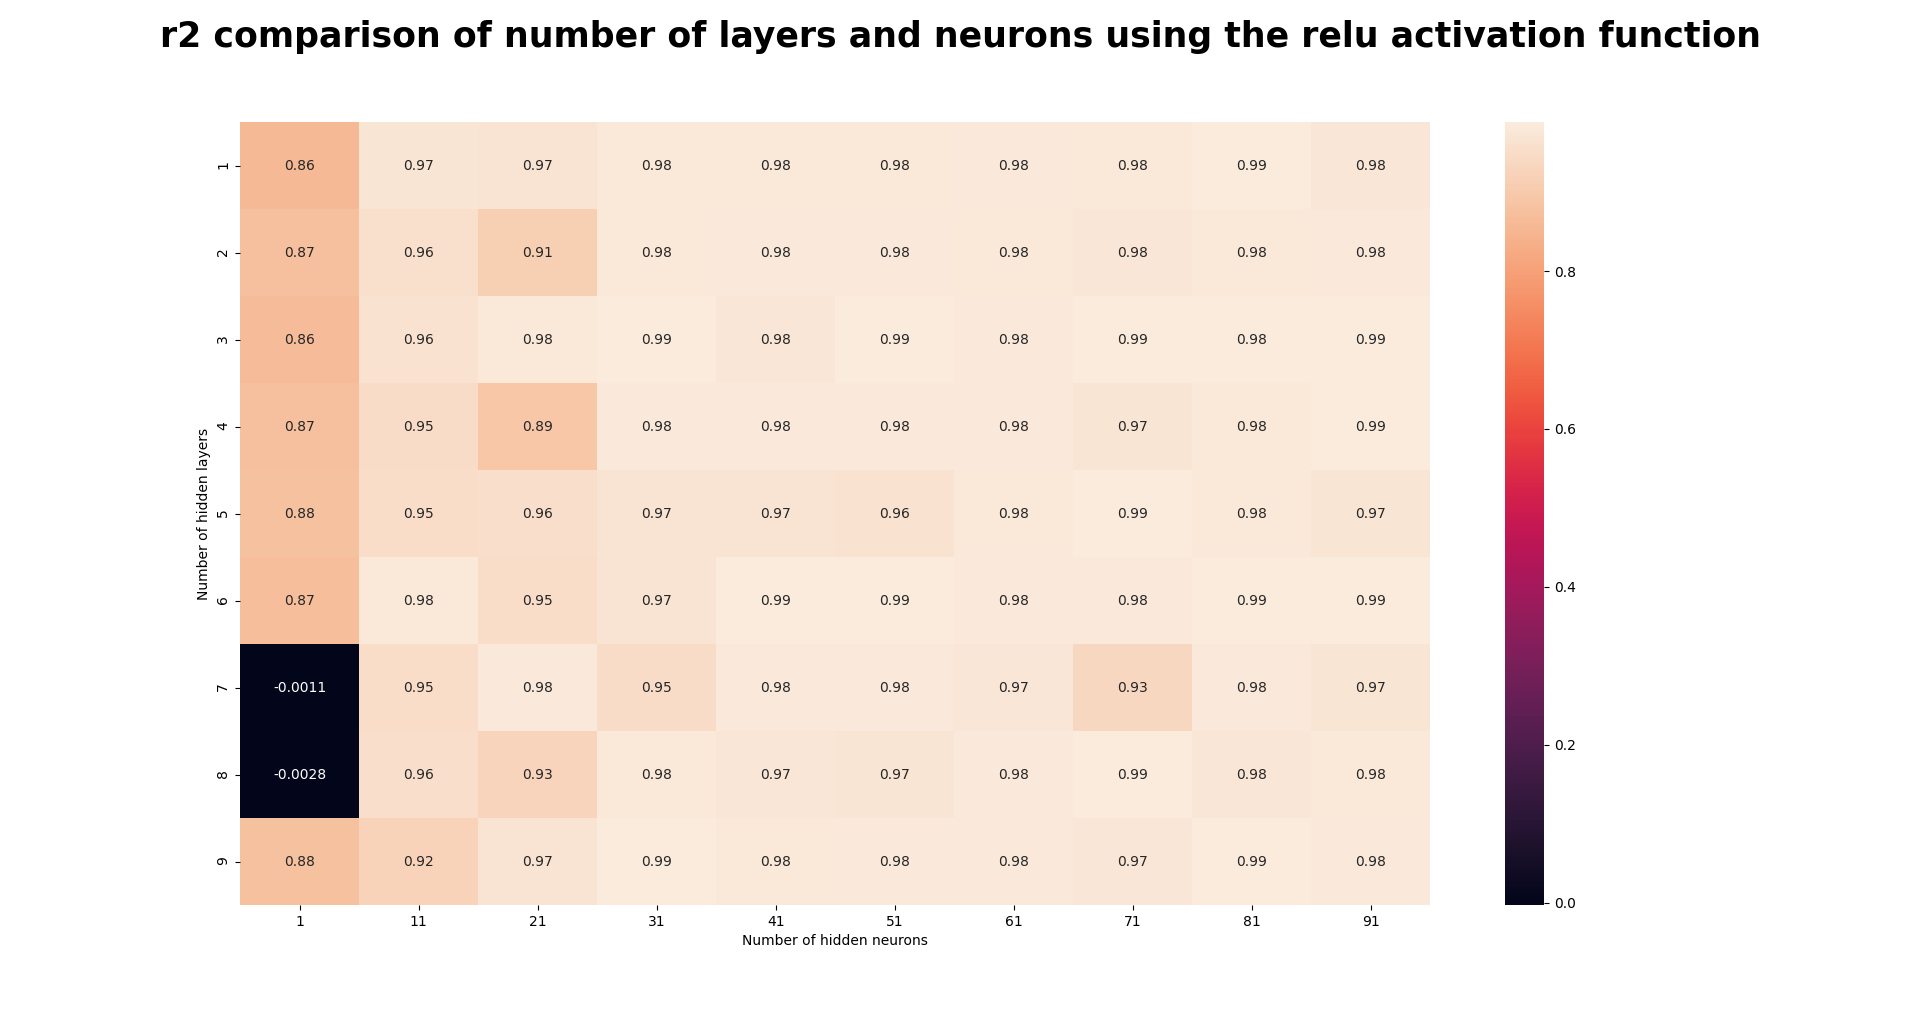 r2 comparison of number of layers and neurons using the relu activation function
1 0.86 0.97 0.97 0.98 0.98 0.98 0.98 0.98 0.99 0.98
2 0.87 0.96 0.91 0.98 0.98 0.98 0.98 0.98 0.98 0.98
0.8
3 0.86 0.96 0.98 0.99 0.98 0.99 0.98 0.99 0.98 0.99
4 0.87 0.95 0.89 0.98 0.98 0.98 0.98 0.97 0.98 0.99
0.6
Number of hidden layers
5 0.88 0.95 0.96 0.97 0.97 0.96 0.98 0.99 0.98 0.97
0.4
6 0.87 0.98 0.95 0.97 0.99 0.99 0.98 0.98 0.99 0.99
7 -0.0011 0.95 0.98 0.95 0.98 0.98 0.97 0.93 0.98 0.97
0.2
8 -0.0028 0.96 0.93 0.98 0.97 0.97 0.98 0.99 0.98 0.98
9 0.88 0.92 0.97 0.99 0.98 0.98 0.98 0.97 0.99 0.98
0.0
1 11 21 31 41 51 61 71 81 91
Number of hidden neurons